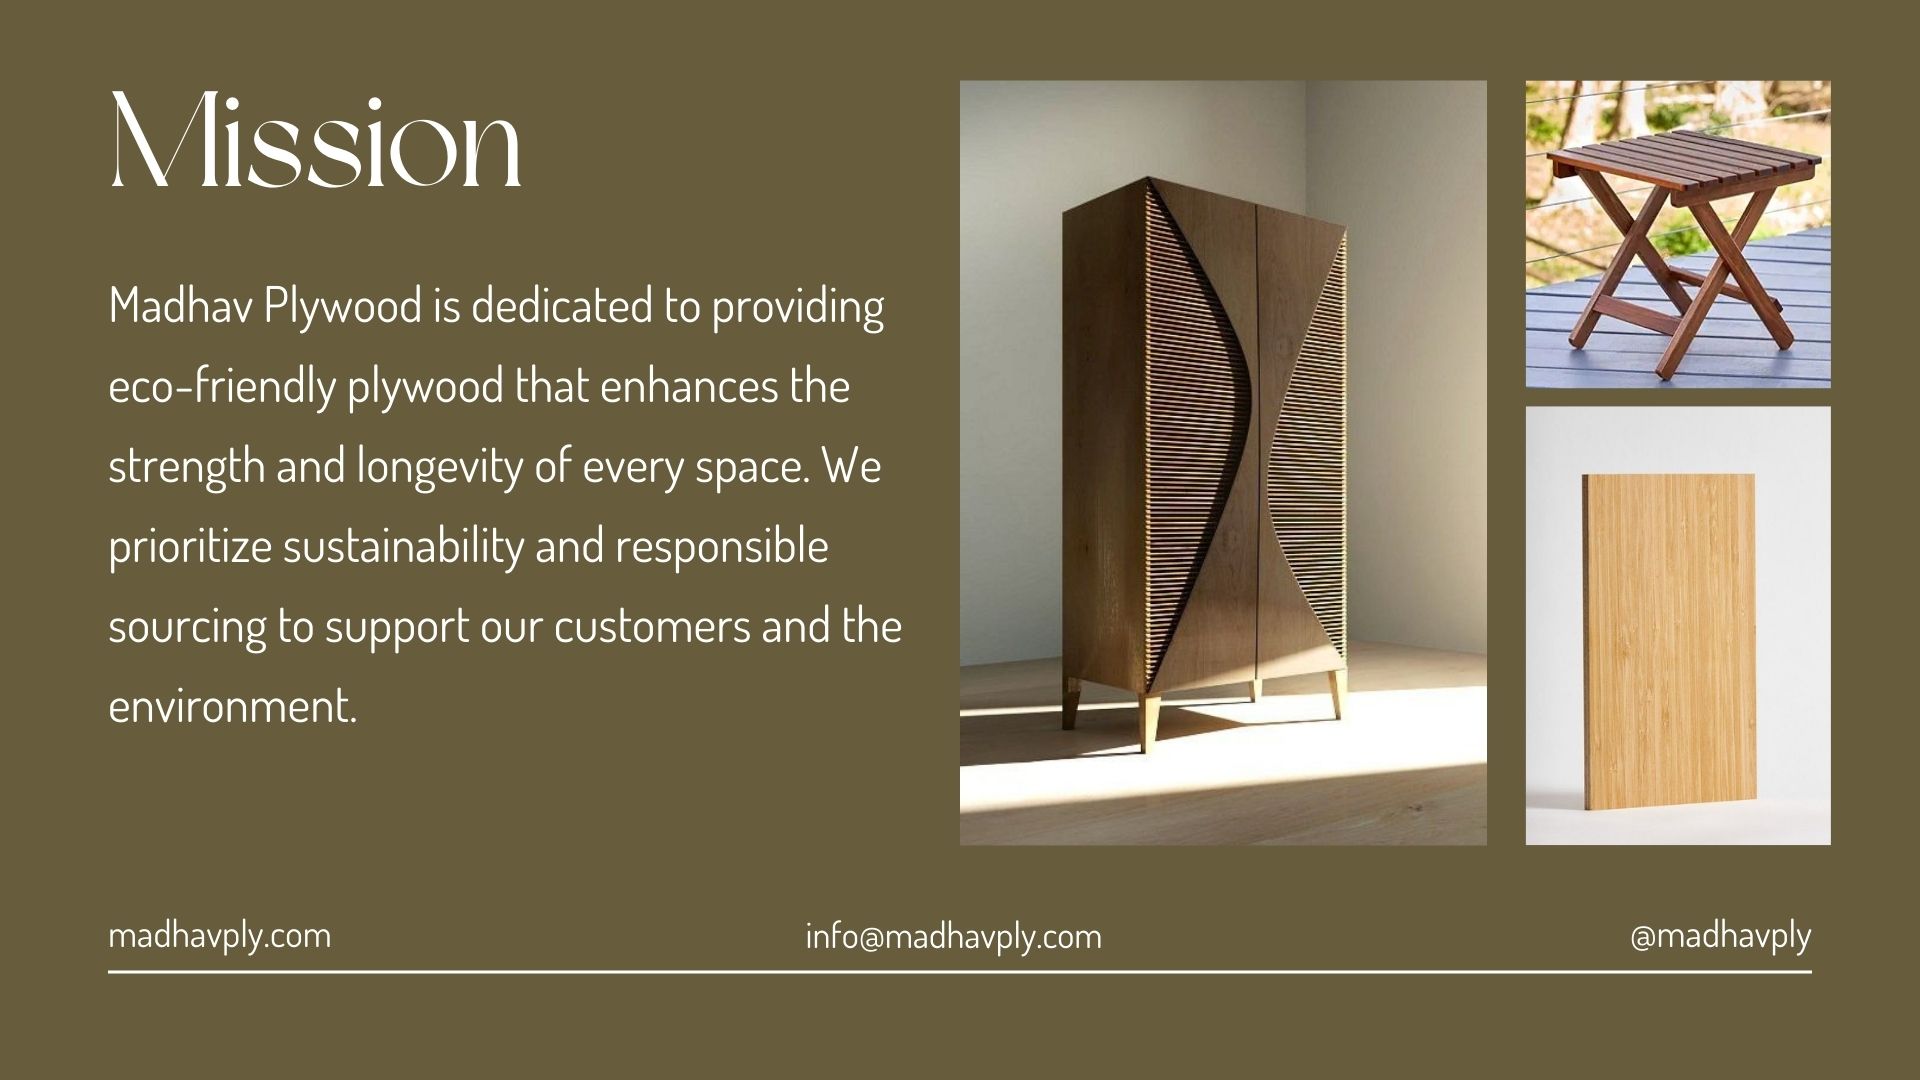 Mission
Madhav Plywood is dedicated to providing
eco-friendly plywood that enhances the
strength and longevity of every space. We
prioritize sustainability and responsible
sourcing to support our customers and the
environment.
madhavply.com
info@madhavply.com
@madhavply